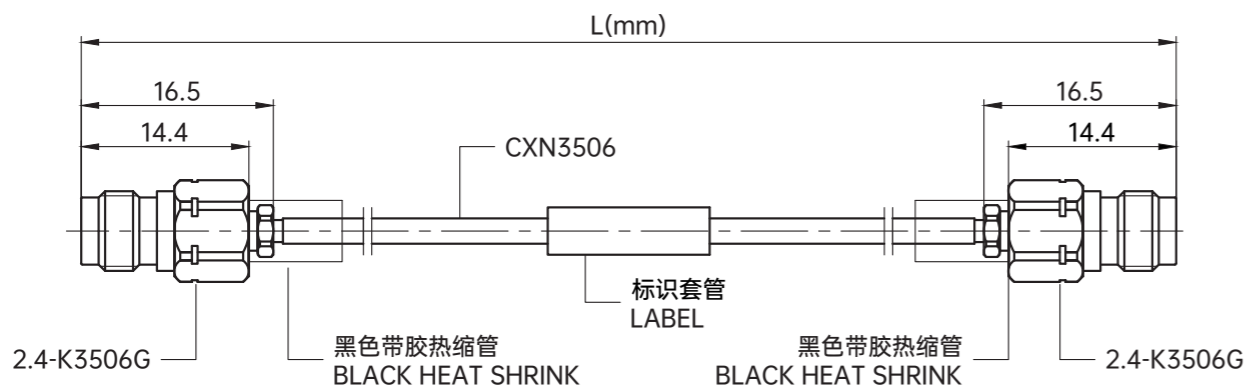 L(mm)
16.5
16.5
14.4
14.4
CXN3506
标识套管
LABEL
2.4-K3506G
黑色带胶热缩管
BLACK HEAT SHRINK
黑色带胶热缩管
BLACK HEAT SHRINK
2.4-K3506G